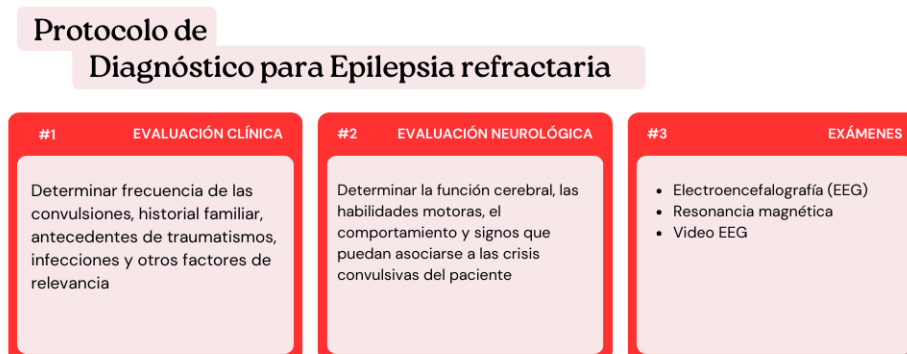 Protocolo de
Diagnóstico para Epilepsia refractaria
#1 EVALUACIÓN CLÍNICA
Determinar frecuencia de las
convulsiones, historial familiar,
antecedentes de traumatismos,
infecciones y otros factores de
relevancia
#2 EVALUACIÓN NEUROLÓGICA
Determinar la función cerebral, las
habilidades motoras, el
comportamiento y signos que
puedan asociarse a las crisis
convulsivas del paciente
#3 EXÁMENES
• Electroencefalografía (EEG)
• Resonancia magnética
• Video EEG